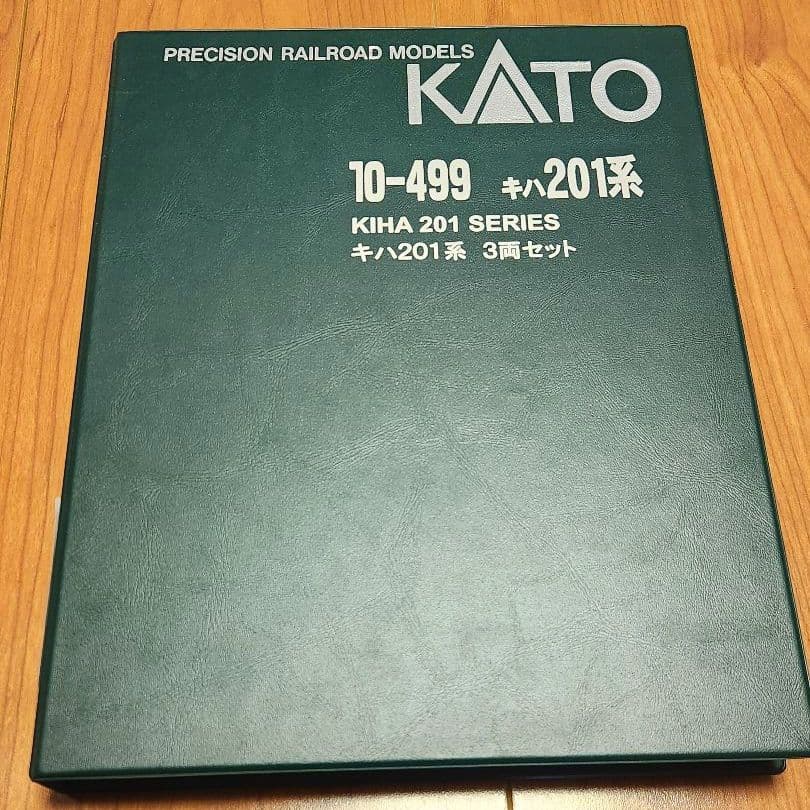 PRECISION RAILROAD MODELS
KATO
10-499 キハ201系
KIHA 201 SERIES
キハ201系 3両セット